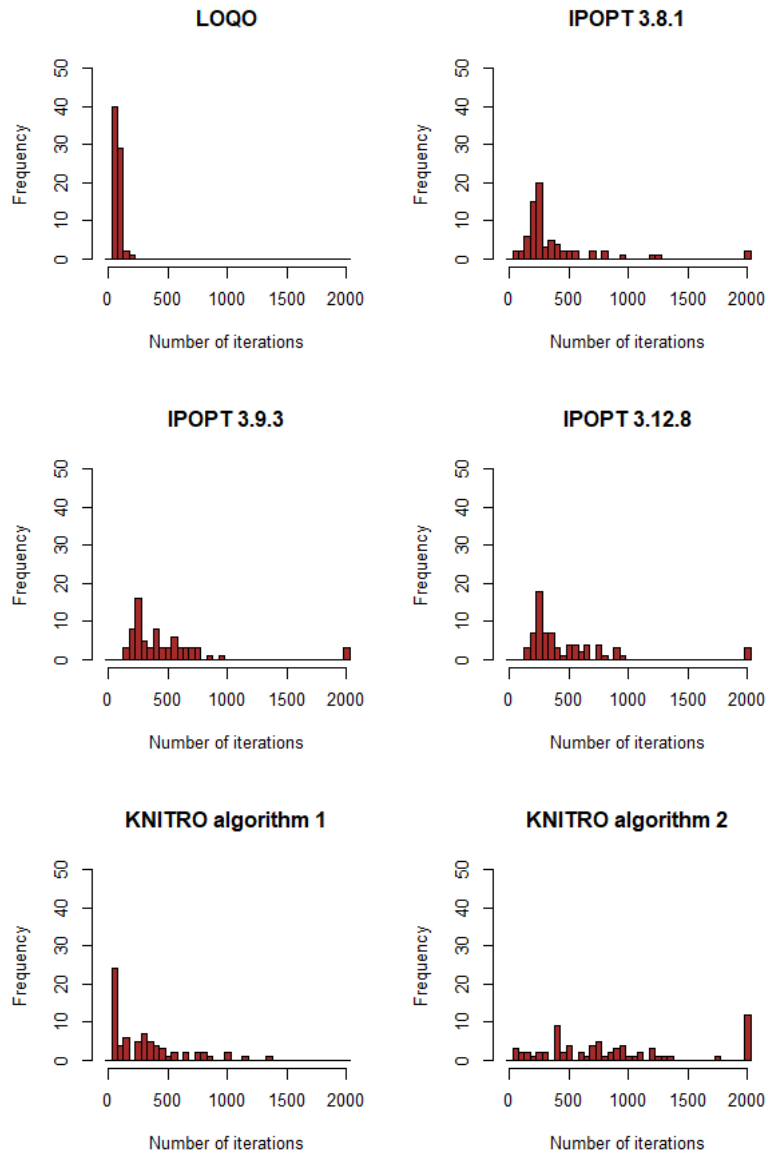 LOQO
50
40
30
20
10
0
Frequency
0 500 1000 1500 2000
Number of iterations
IPOPT 3.8.1
50
40
30
20
10
0
Frequency
0 500 1000 1500 2000
Number of iterations
IPOPT 3.9.3
50
40
30
20
10
0
Frequency
0 500 1000 1500 2000
Number of iterations
IPOPT 3.12.8
50
40
30
20
10
0
Frequency
0 500 1000 1500 2000
Number of iterations
KNITRO algorithm 1
50
40
30
20
10
0
Frequency
0 500 1000 1500 2000
Number of iterations
KNITRO algorithm 2
50
40
30
20
10
0
Frequency
0 500 1000 1500 2000
Number of iterations